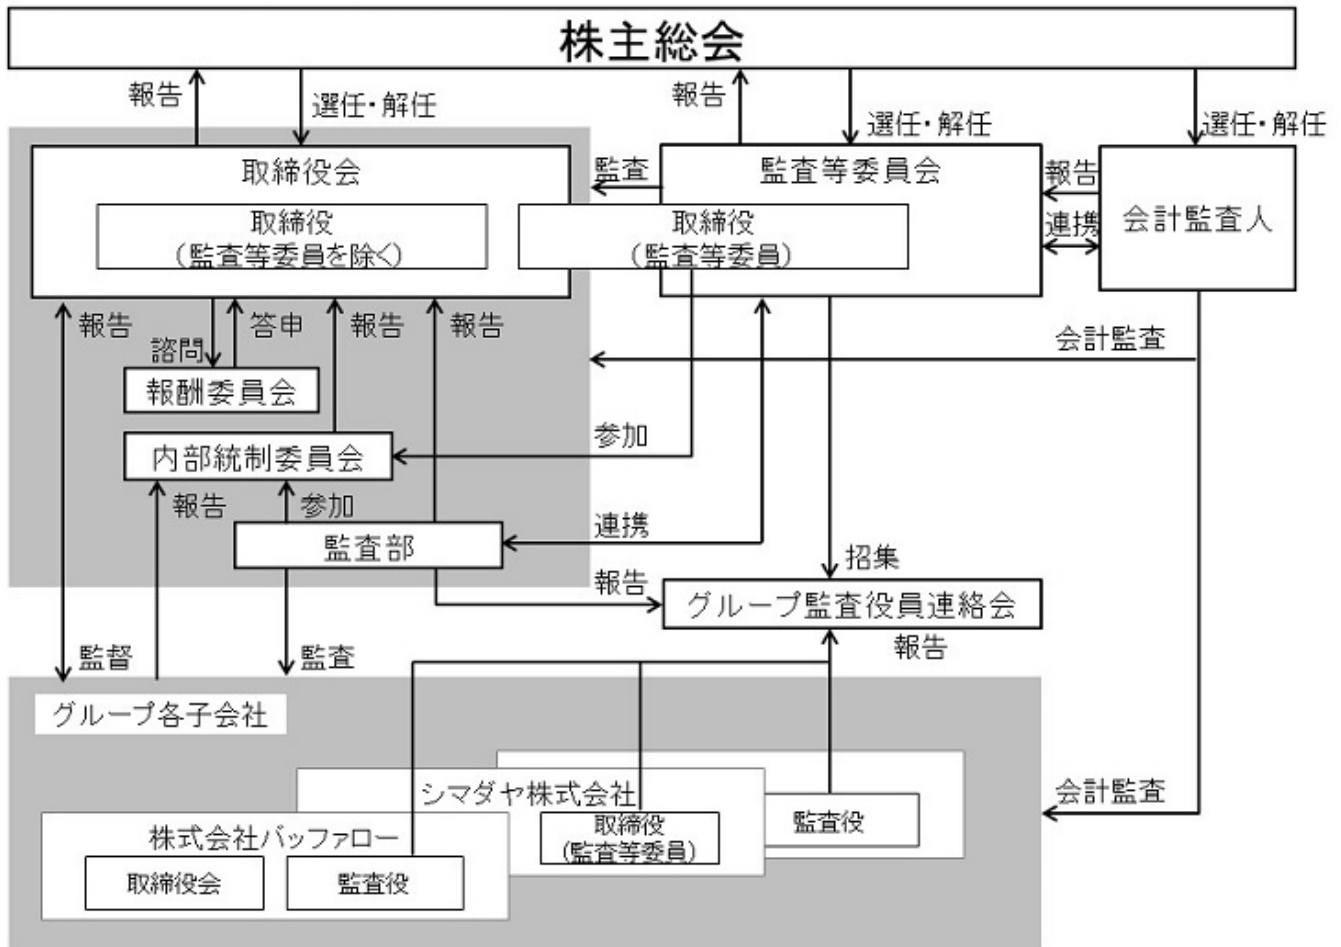 株主総会
報告
選任・解任
報告
選任・解任
選任・解任
取締役会
取締役
(監査等委員を除く)
監査
監査等委員会
取締役
(監査等委員)
報告
連携
会計監査人
報告
諮問
答申
報告
報告
会計監査
報酬委員会
参加
内部統制委員会
報告
参加
連携
監査部
報告
招集
グループ監査役員連絡会
報告
監督
監査
グループ各子会社
シマダヤ株式会社
取締役
(監査等委員)
監査役
会計監査
株式会社バッファロー
取締役会
監査役